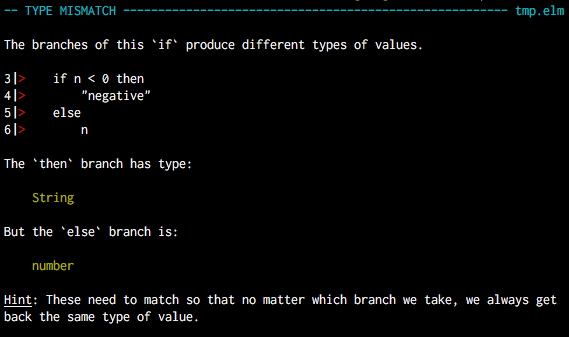 -- TYPE MISMATCH ------------------------------------------------------- tmp.elm
The branches of this `if` produce different types of values.
3|>    if n < 0 then
4|>        "negative"
5|>    else
6|>        n
The `then` branch has type:
String
But the `else` branch is:
number
Hint: These need to match so that no matter which branch we take, we always get
back the same type of value.